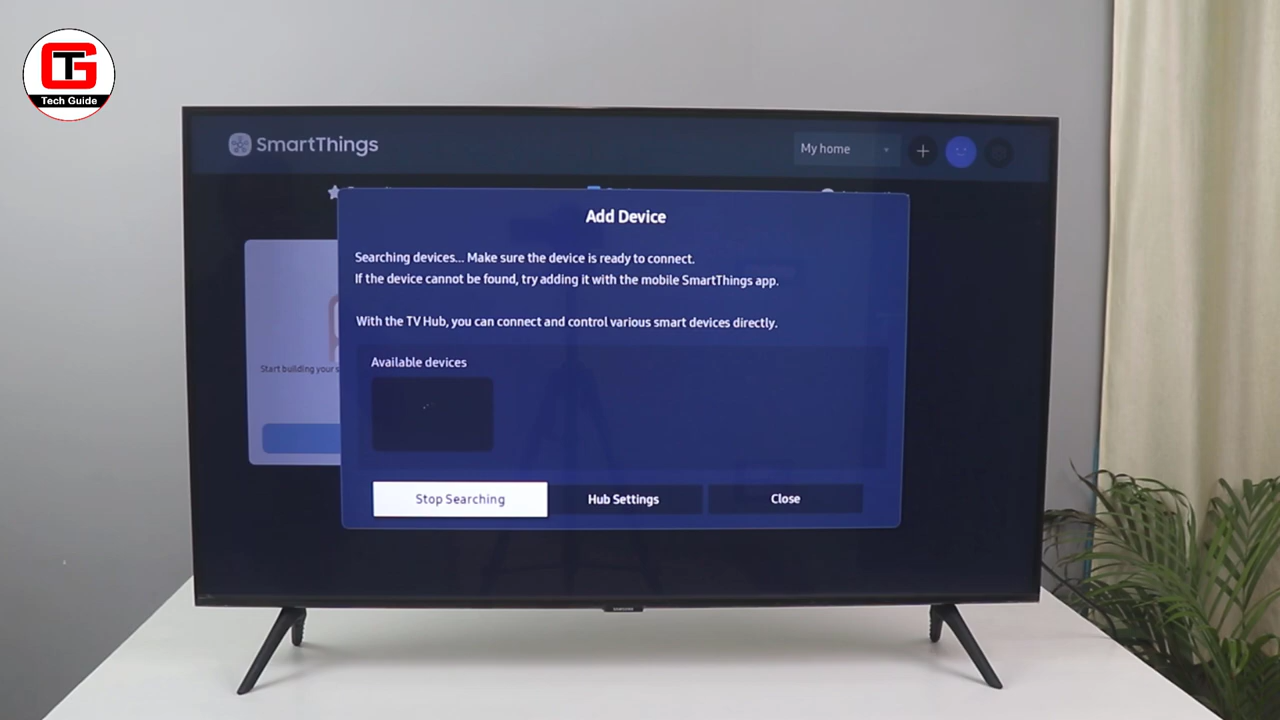 TG
Tech Guide
SmartThings
My home
Add Device
Searching devices... Make sure the device is ready to connect.
If the device cannot be found, try adding it with the mobile SmartThings app.
With the TV Hub, you can connect and control various smart devices directly.
Available devices
Start building your
Stop Searching
Hub Settings
Close
SAMSUNG